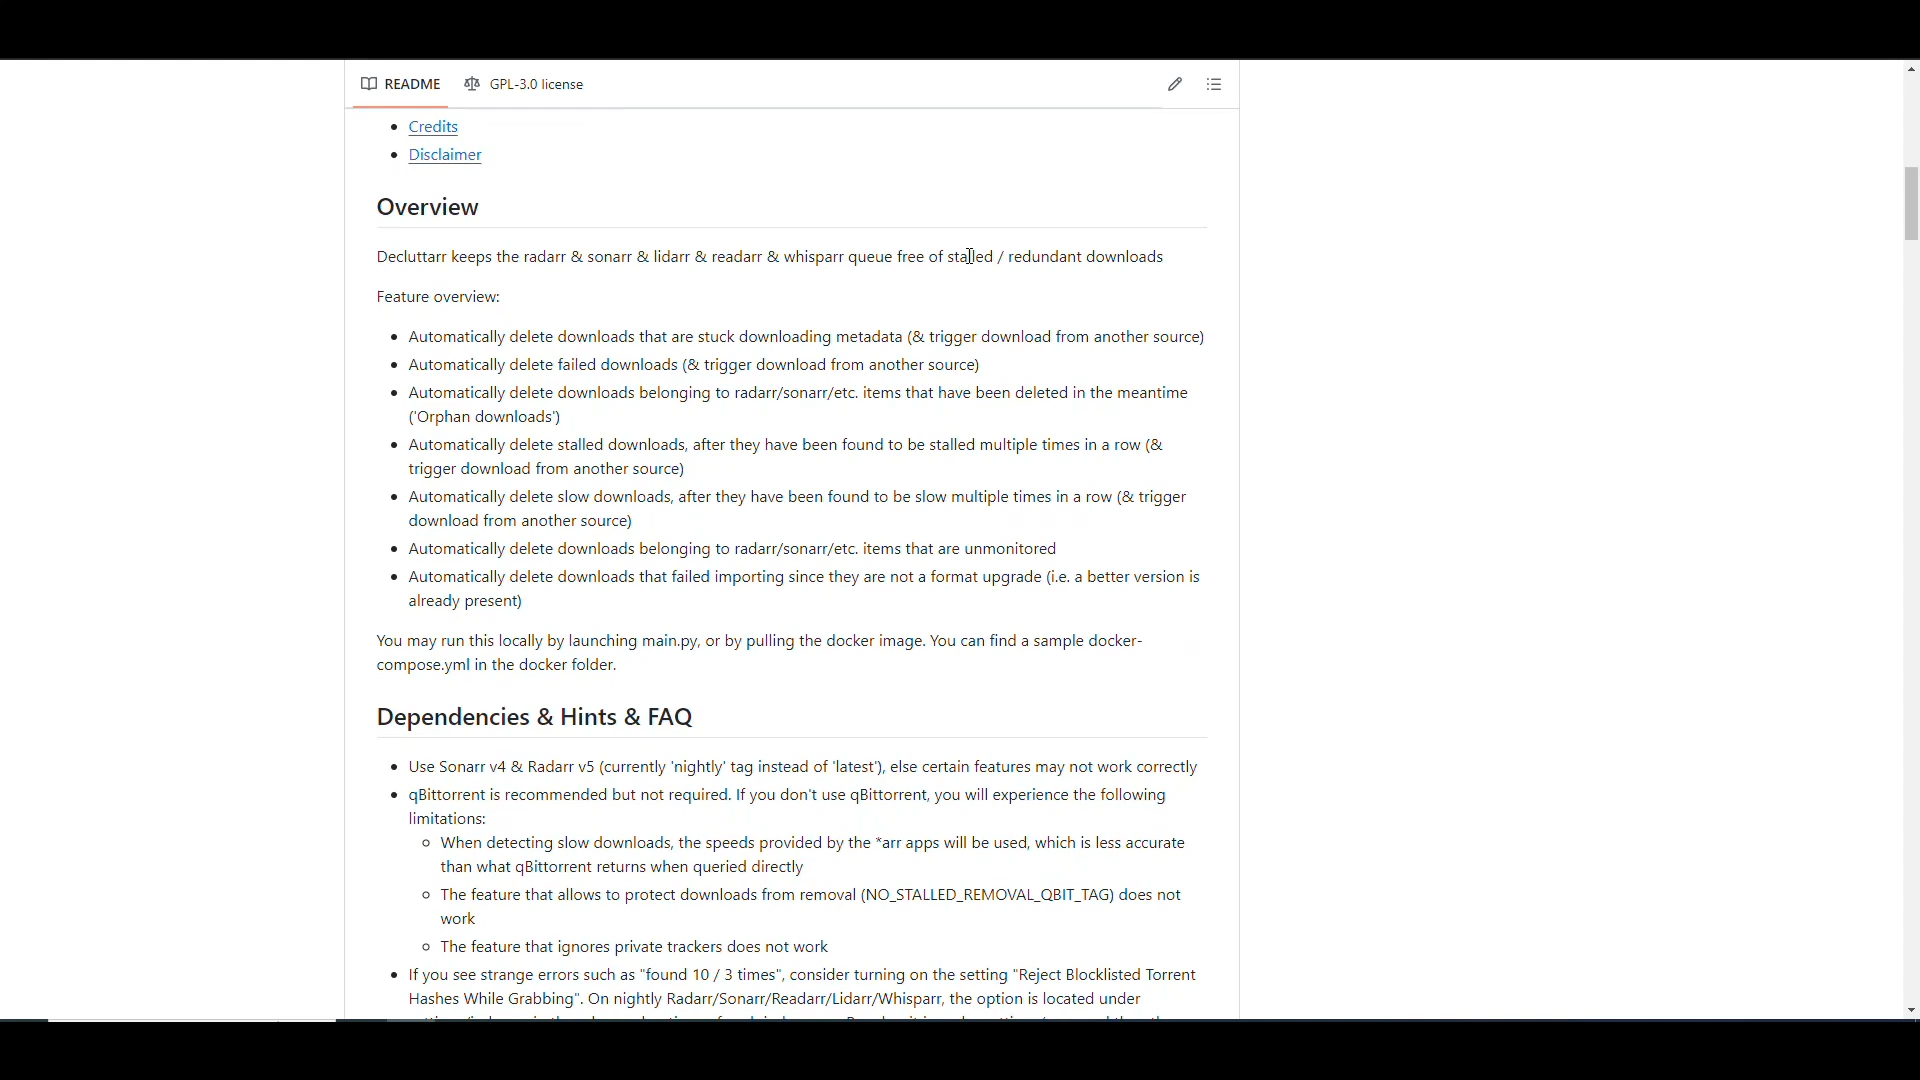 README GPL-3.0 license
Credits
Disclaimer
Overview
Decluttarr keeps the radarr & sonarr & lidarr & readarr & whisparr queue free of stalled / redundant downloads
Feature overview:
Automatically delete downloads that are stuck downloading metadata (& trigger download from another source)
Automatically delete failed downloads (& trigger download from another source)
Automatically delete downloads belonging to radarr/sonarr/etc. items that have been deleted in the meantime
('Orphan downloads')
Automatically delete stalled downloads, after they have been found to be stalled multiple times in a row (&
trigger download from another source)
Automatically delete slow downloads, after they have been found to be slow multiple times in a row (& trigger
download from another source)
Automatically delete downloads belonging to radarr/sonarr/etc. items that are unmonitored
Automatically delete downloads that failed importing since they are not a format upgrade (i.e. a better version is
already present)
You may run this locally by launching main.py, or by pulling the docker image. You can find a sample docker-
compose.yml in the docker folder.
Dependencies & Hints & FAQ
Use Sonarr v4 & Radarr v5 (currently 'nightly' tag instead of 'latest'), else certain features may not work correctly
qBittorrent is recommended but not required. If you don't use qBittorrent, you will experience the following
limitations:
When detecting slow downloads, the speeds provided by the *arr apps will be used, which is less accurate
than what qBittorrent returns when queried directly
The feature that allows to protect downloads from removal (NO_STALLED_REMOVAL_QBIT_TAG) does not
work
The feature that ignores private trackers does not work
If you see strange errors such as "found 10 / 3 times", consider turning on the setting "Reject Blocklisted Torrent
Hashes While Grabbing". On nightly Radarr/Sonarr/Readarr/Lidarr/Whisparr, the option is located under